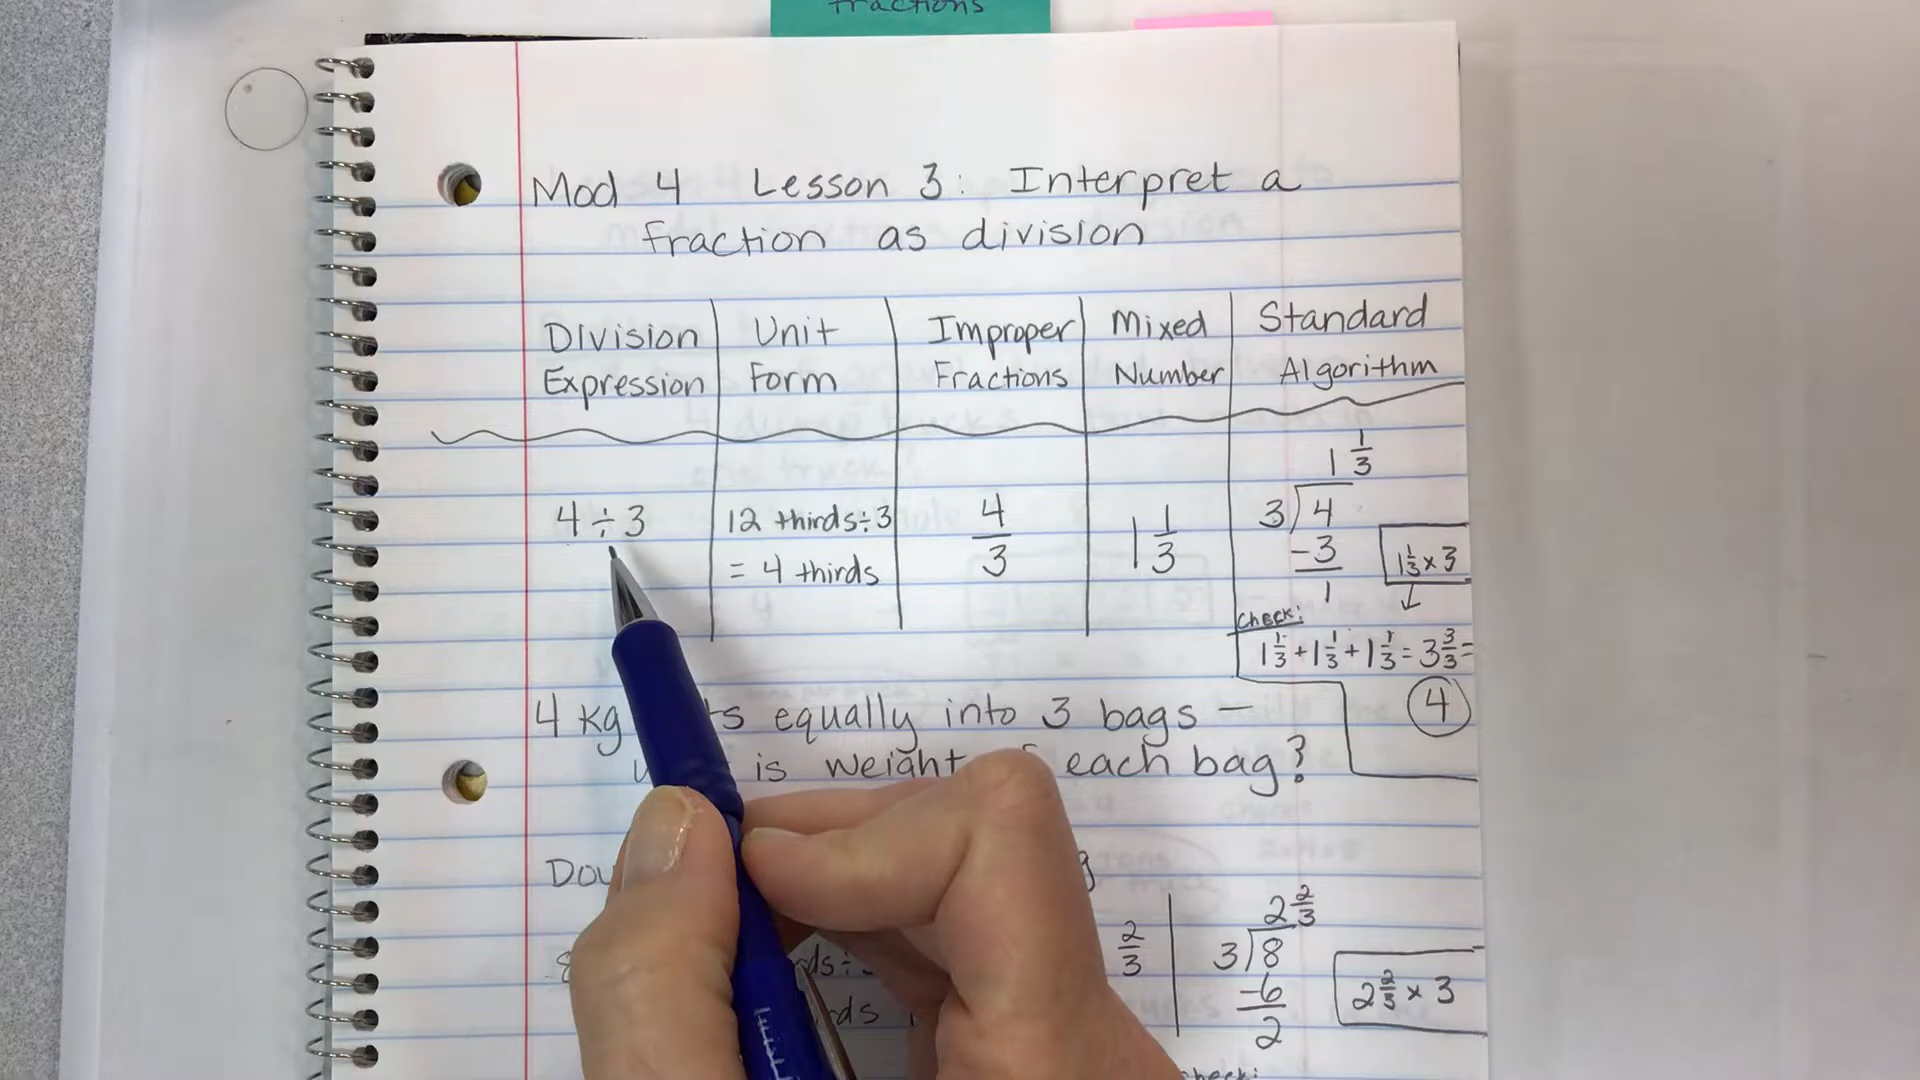 fractions
Mod 4 Lesson 3: Interpret a
fraction as division
Division Expression | Unit Form | Improper Fractions | Mixed Number | Standard Algorithm
4 ÷ 3
12 thirds ÷ 3
= 4 thirds
4/3
1 1/3
1 1/3
3 ) 4
-3
1
1 1/3 × 3
check:
1 1/3 + 1 1/3 + 1 1/3 = 3 3/3 =
4
4 kg equally into 3 bags —
is weight each bag?
2/3
2 2/3
3 ) 8
-6
2
2 2/3 × 3
check: